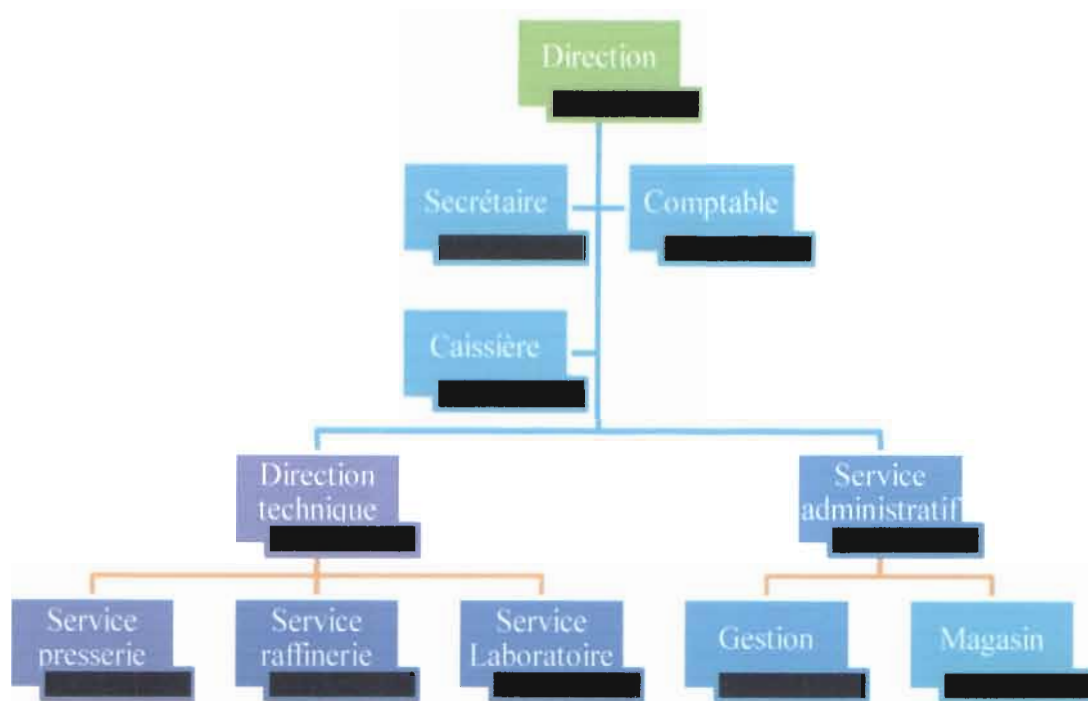 Direction
Secrétaire
Comptable
Caissière
Direction
technique
Service
administratif
Service
presserie
Service
raffinerie
Service
Laboratoire
Gestion
Magasin